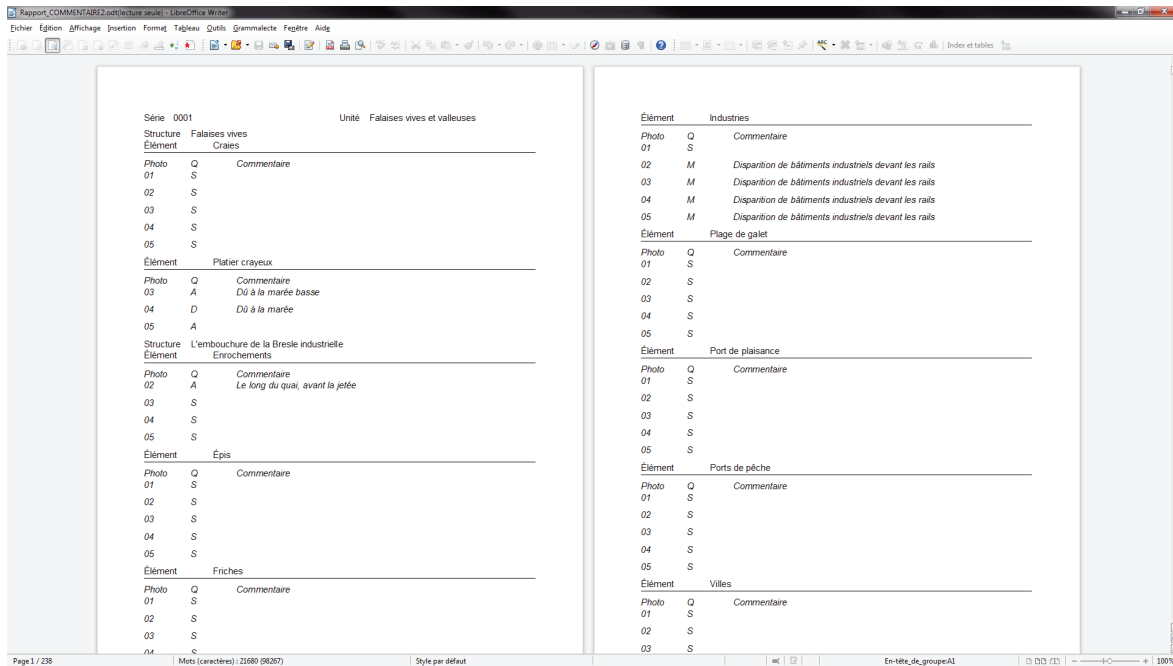 Rapport_COMMENTAIRE2.odt(lecture seule) - LibreOffice Writer
Fichier Edition Affichage Insertion Format Tableau Outils Grammalecte Fenêtre Aide
Index et tables
Série 0001 Unité Falaises vives et valleuses
Structure Falaises vives
Élément Craies
Photo Q Commentaire
01 S
02 S
03 S
04 S
05 S
Élément Platier crayeux
Photo Q Commentaire
03 A Dû à la marée basse
04 D Dû à la marée
05 A
Structure L'embouchure de la Bresle industrielle
Élément Enrochements
Photo Q Commentaire
02 A Le long du quai, avant la jetée
03 S
04 S
05 S
Élément Épis
Photo Q Commentaire
01 S
02 S
03 S
04 S
05 S
Élément Friches
Photo Q Commentaire
01 S
02 S
03 S
04 S
Élément Industries
Photo Q Commentaire
01 S
02 M Disparition de bâtiments industriels devant les rails
03 M Disparition de bâtiments industriels devant les rails
04 M Disparition de bâtiments industriels devant les rails
05 M Disparition de bâtiments industriels devant les rails
Élément Plage de galet
Photo Q Commentaire
01 S
02 S
03 S
04 S
05 S
Élément Port de plaisance
Photo Q Commentaire
01 S
02 S
03 S
04 S
05 S
Élément Ports de pêche
Photo Q Commentaire
01 S
02 S
03 S
04 S
05 S
Élément Villes
Photo Q Commentaire
01 S
02 S
03 S
Page 1 / 238 Mots (caractères) : 21680 (98267) Style par défaut En-tête_de_groupe:A1 100%